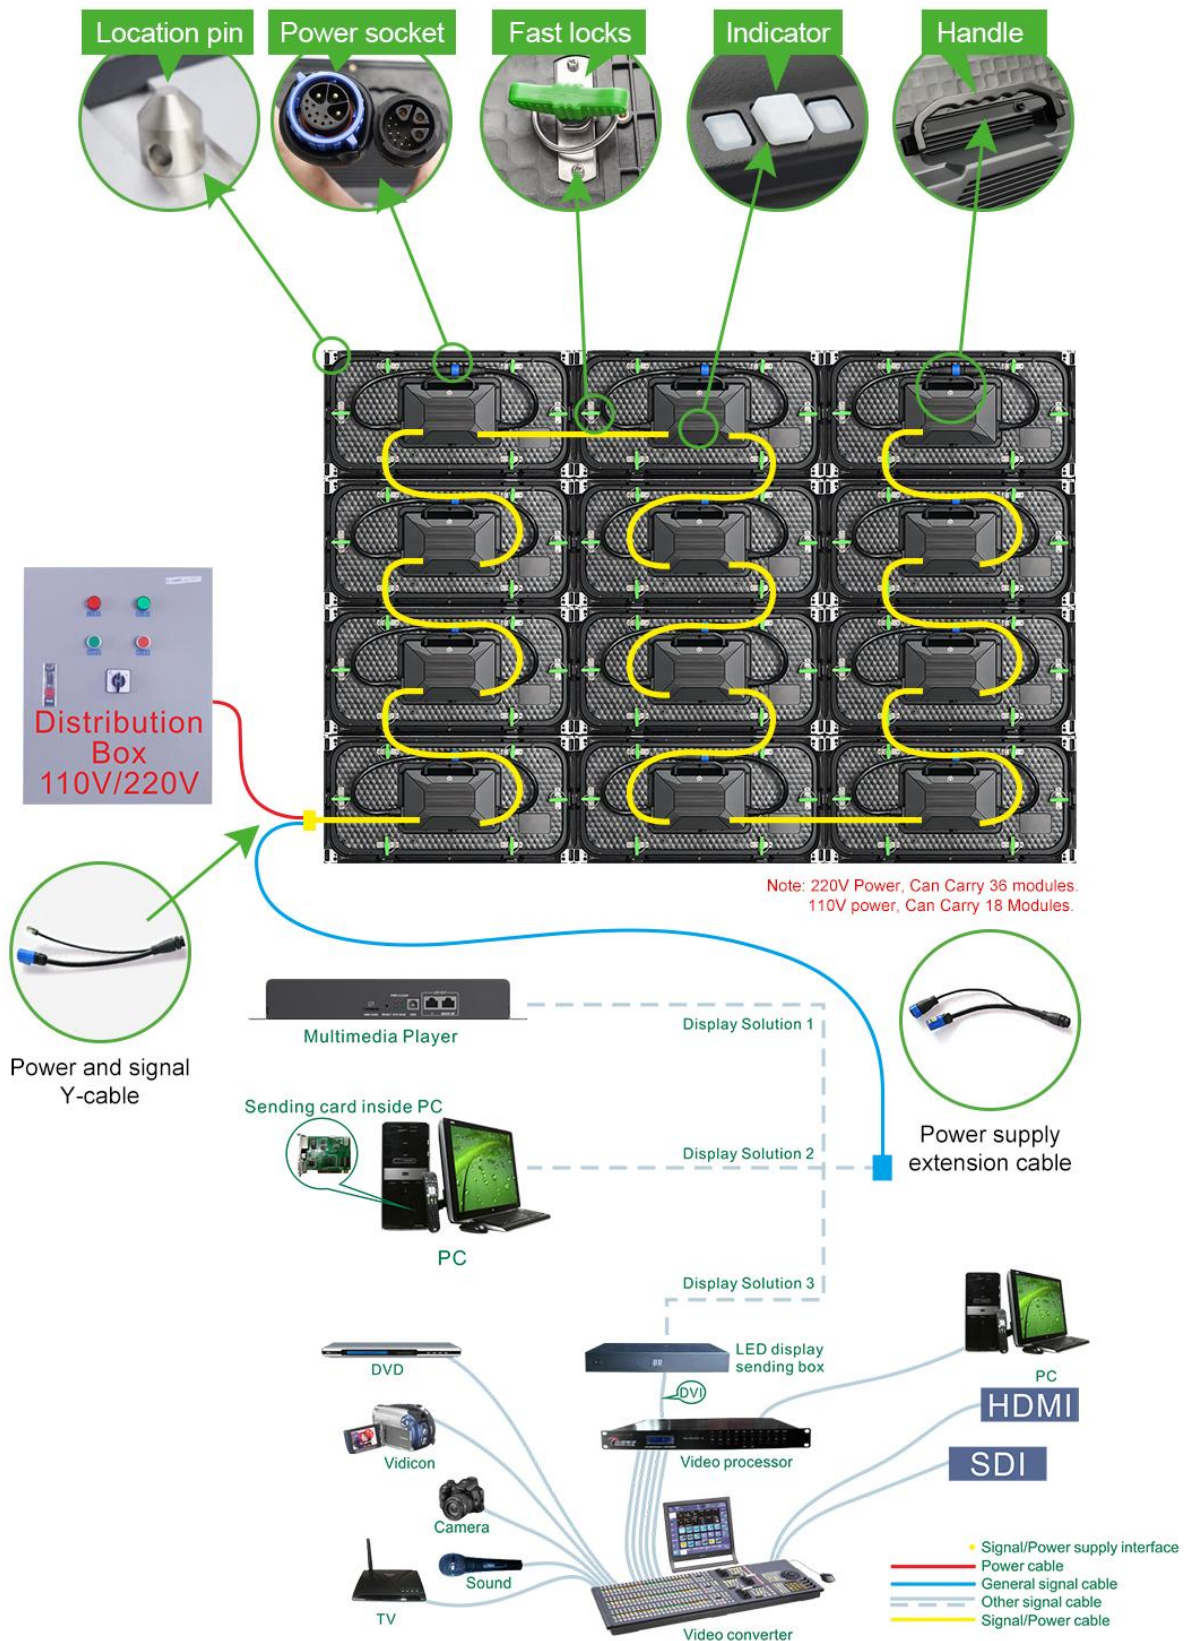 Location pin
Power socket
Fast locks
Indicator
Handle
Distribution
Box
110V/220V
Note: 220V Power, Can Carry 36 modules.
110V power, Can Carry 18 Modules.
Power and signal
Y-cable
Multimedia Player
Display Solution 1
Power supply
extension cable
Sending card inside PC
Display Solution 2
PC
Display Solution 3
LED display
sending box
DVD
DVI
PC
HDMI
Vidicon
Video processor
SDI
Camera
Sound
TV
Video converter
Signal/Power supply interface
Power cable
General signal cable
Other signal cable
Signal/Power cable